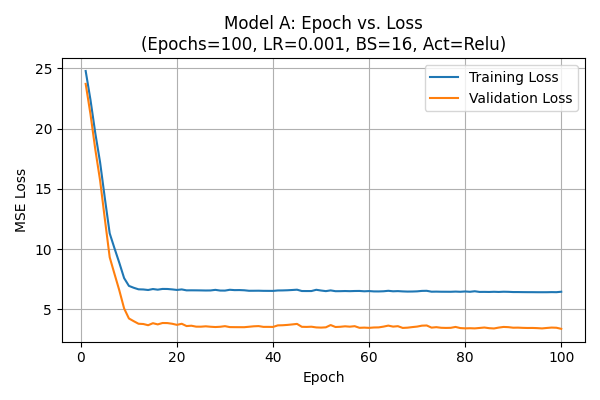 Model A: Epoch vs. Loss
(Epochs=100, LR=0.001, BS=16, Act=Relu)
Training Loss
Validation Loss
MSE Loss
25
20
15
10
5
0
20
40
60
80
100
Epoch